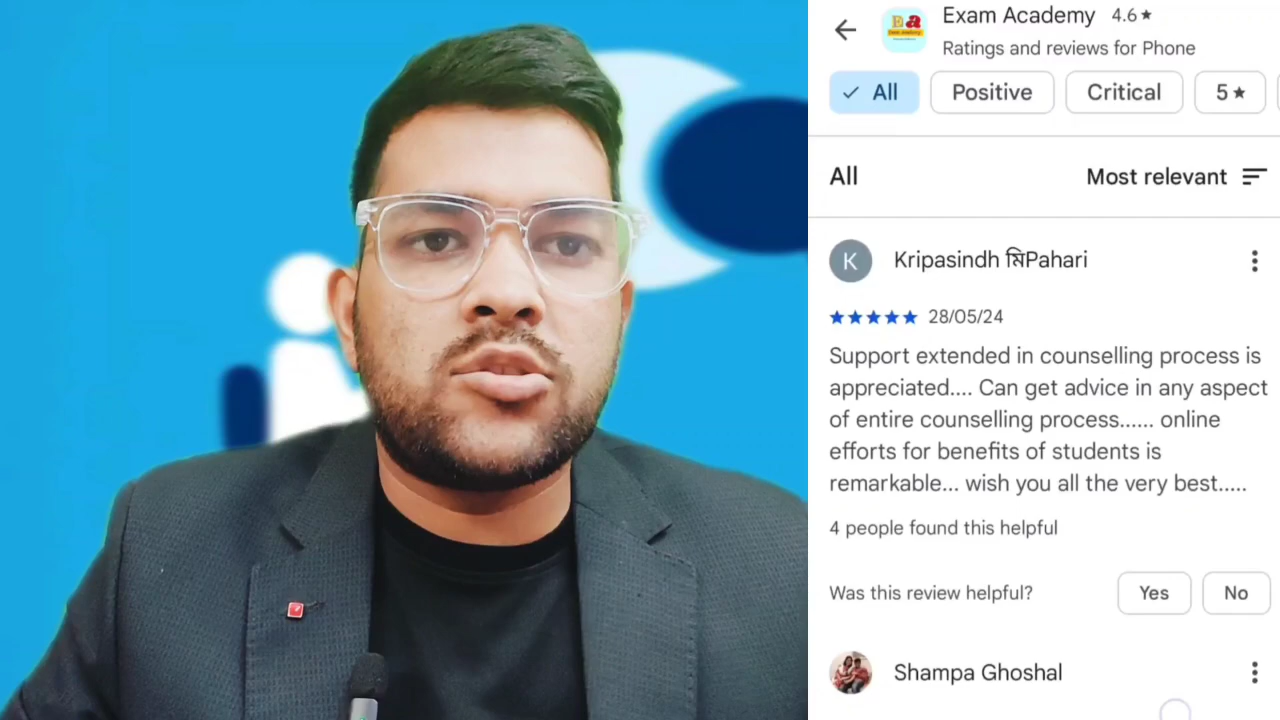 Exam Academy 4.6★
Ratings and reviews for Phone
Ea
All Positive Critical 5★
All Most relevant
K Kripasindh মিPahari
★★★★★ 28/05/24
Support extended in counselling process is
appreciated.... Can get advice in any aspect
of entire counselling process...... online
efforts for benefits of students is
remarkable... wish you all the very best.....
4 people found this helpful
Was this review helpful? Yes No
Shampa Ghoshal